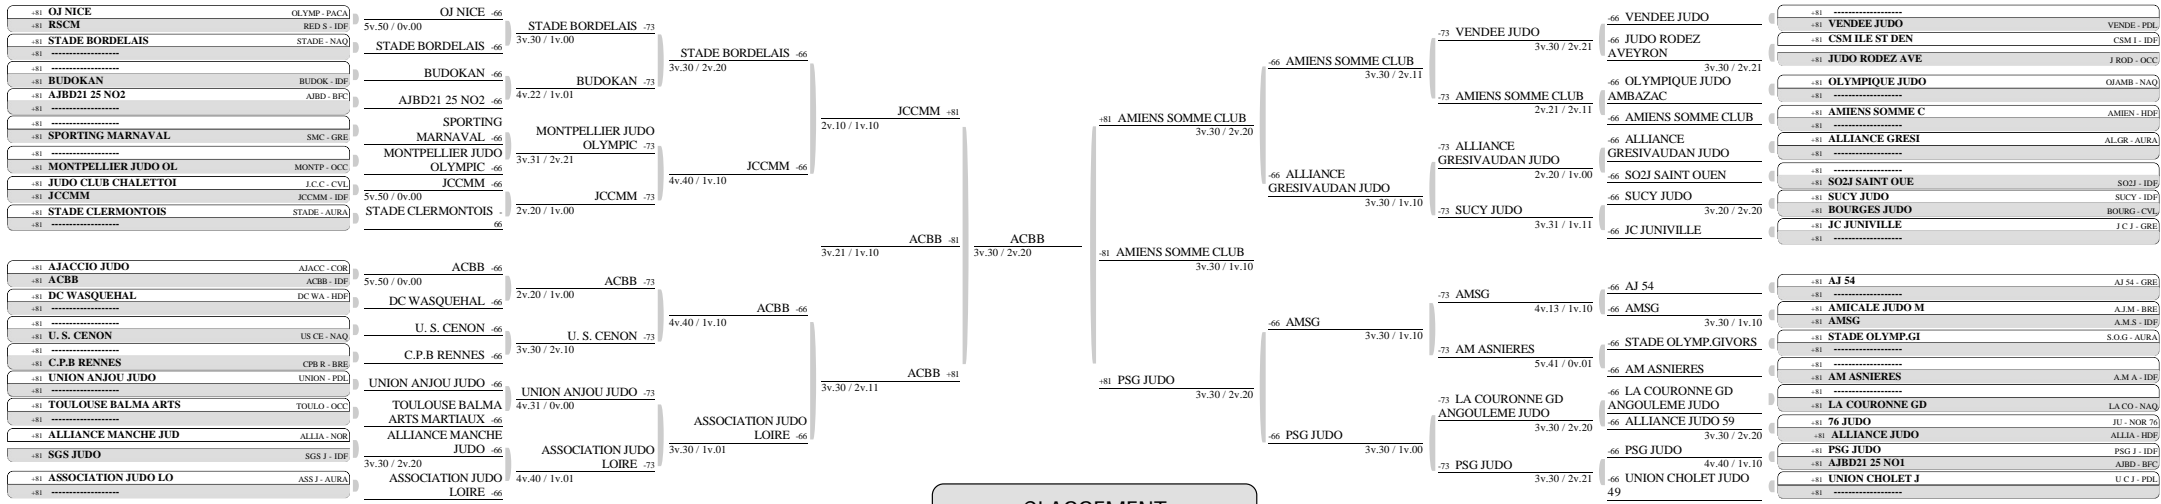 +81 OJ NICE OLYMP - PACA
+81 RSCM RED S - IDF
+81 STADE BORDELAIS STADE - NAQ
+81 -------------------
+81 -------------------
+81 BUDOKAN BUDOK - IDF
+81 AJBD21 25 NO2 AJBD - BFC
+81 -------------------
+81 -------------------
+81 SPORTING MARNAVAL SMC - GRE
+81 -------------------
+81 MONTPELLIER JUDO OL MONTP - OCC
+81 JUDO CLUB CHALETTOI J.C.C - CVL
+81 JCCMM JCCMM - IDF
+81 STADE CLERMONTOIS STADE - AURA
+81 -------------------
+81 AJACCIO JUDO AJACC - COR
+81 ACBB ACBB - IDF
+81 DC WASQUEHAL DC WA - HDF
+81 -------------------
+81 -------------------
+81 U. S. CENON US CE - NAQ
+81 -------------------
+81 C.P.B RENNES CPB R - BRE
+81 UNION ANJOU JUDO UNION - PDL
+81 -------------------
+81 TOULOUSE BALMA ARTS TOULO - OCC
+81 -------------------
+81 ALLIANCE MANCHE JUD ALLIA - NOR
+81 SGS JUDO SGS J - IDF
+81 ASSOCIATION JUDO LO ASS J - AURA
+81 -------------------
OJ NICE -66
5v.50 / 0v.00
STADE BORDELAIS -66
BUDOKAN -66
AJBD21 25 NO2 -66
SPORTING
MARNAVAL -66
MONTPELLIER JUDO
OLYMPIC -66
JCCMM -66
5v.50 / 0v.00
STADE CLERMONTOIS -
66
ACBB -66
5v.50 / 0v.00
DC WASQUEHAL -66
U. S. CENON -66
C.P.B RENNES -66
UNION ANJOU JUDO -66
TOULOUSE BALMA
ARTS MARTIAUX -66
ALLIANCE MANCHE
JUDO -66
3v.30 / 2v.20
ASSOCIATION JUDO
LOIRE -66
STADE BORDELAIS -73
3v.30 / 1v.00
BUDOKAN -73
4v.22 / 1v.01
MONTPELLIER JUDO
OLYMPIC -73
3v.31 / 2v.21
JCCMM -73
2v.20 / 1v.00
ACBB -73
2v.20 / 1v.00
U. S. CENON -73
3v.30 / 2v.10
UNION ANJOU JUDO -73
4v.31 / 0v.00
ASSOCIATION JUDO
LOIRE -73
4v.40 / 1v.01
STADE BORDELAIS -66
3v.30 / 2v.20
JCCMM -66
4v.40 / 1v.10
ACBB -66
4v.40 / 1v.10
ASSOCIATION JUDO
LOIRE -66
3v.30 / 1v.01
JCCMM +81
2v.10 / 1v.10
ACBB -81
3v.21 / 1v.10
ACBB +81
3v.30 / 2v.11
ACBB
3v.30 / 2v.20
+81 AMIENS SOMME CLUB
3v.30 / 2v.20
-81 AMIENS SOMME CLUB
3v.30 / 1v.10
+81 PSG JUDO
3v.30 / 2v.20
-66 AMIENS SOMME CLUB
3v.30 / 2v.11
-66 ALLIANCE
GRESIVAUDAN JUDO
3v.30 / 1v.10
-66 AMSG
3v.30 / 1v.10
-66 PSG JUDO
3v.30 / 1v.00
-73 VENDEE JUDO
3v.30 / 2v.21
-73 AMIENS SOMME CLUB
2v.21 / 2v.11
-73 ALLIANCE
GRESIVAUDAN JUDO
2v.20 / 1v.00
-73 SUCY JUDO
3v.31 / 1v.11
-73 AMSG
4v.13 / 1v.10
-73 AM ASNIERES
5v.41 / 0v.01
-73 LA COURONNE GD
ANGOULEME JUDO
3v.30 / 2v.20
-73 PSG JUDO
3v.30 / 2v.21
-66 VENDEE JUDO
-66 JUDO RODEZ
AVEYRON
3v.30 / 2v.21
-66 OLYMPIQUE JUDO
AMBAZAC
-66 AMIENS SOMME CLUB
-66 ALLIANCE
GRESIVAUDAN JUDO
-66 SO2J SAINT OUEN
-66 SUCY JUDO
3v.20 / 2v.20
-66 JC JUNIVILLE
-66 AJ 54
-66 AMSG
3v.30 / 1v.10
-66 STADE OLYMP.GIVORS
-66 AM ASNIERES
-66 LA COURONNE GD
ANGOULEME JUDO
-66 ALLIANCE JUDO 59
3v.30 / 2v.20
-66 PSG JUDO
4v.40 / 1v.10
-66 UNION CHOLET JUDO
49
+81 -------------------
+81 VENDEE JUDO VENDE - PDL
+81 CSM ILE ST DEN CSM I - IDF
+81 JUDO RODEZ AVE J ROD - OCC
+81 OLYMPIQUE JUDO OJAMB - NAQ
+81 -------------------
+81 AMIENS SOMME C AMIEN - HDF
+81 -------------------
+81 ALLIANCE GRESI AL.GR - AURA
+81 -------------------
+81 -------------------
+81 SO2J SAINT OUE SO2J - IDF
+81 SUCY JUDO SUCY - IDF
+81 BOURGES JUDO BOURG - CVL
+81 JC JUNIVILLE J C J - GRE
+81 -------------------
+81 AJ 54 AJ 54 - GRE
+81 -------------------
+81 AMICALE JUDO M A.J.M - BRE
+81 AMSG A.M.S - IDF
+81 STADE OLYMP.GI S.O.G - AURA
+81 -------------------
+81 -------------------
+81 AM ASNIERES A.M A - IDF
+81 -------------------
+81 LA COURONNE GD LA CO - NAQ
+81 76 JUDO JU - NOR 76
+81 ALLIANCE JUDO ALLIA - HDF
+81 PSG JUDO PSG J - IDF
+81 AJBD21 25 NO1 AJBD - BFC
+81 UNION CHOLET J U C J - PDL
+81 -------------------
CLASSEMENT